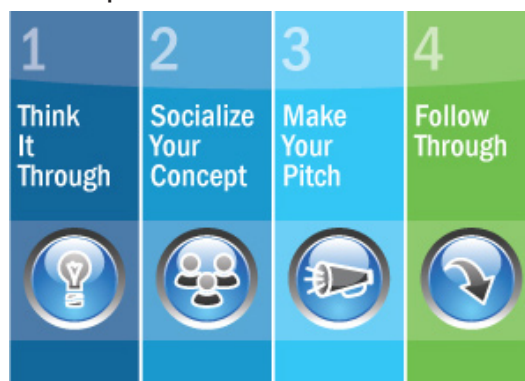 1
Think
It
Through
2
Socialize
Your
Concept
3
Make
Your
Pitch
4
Follow
Through